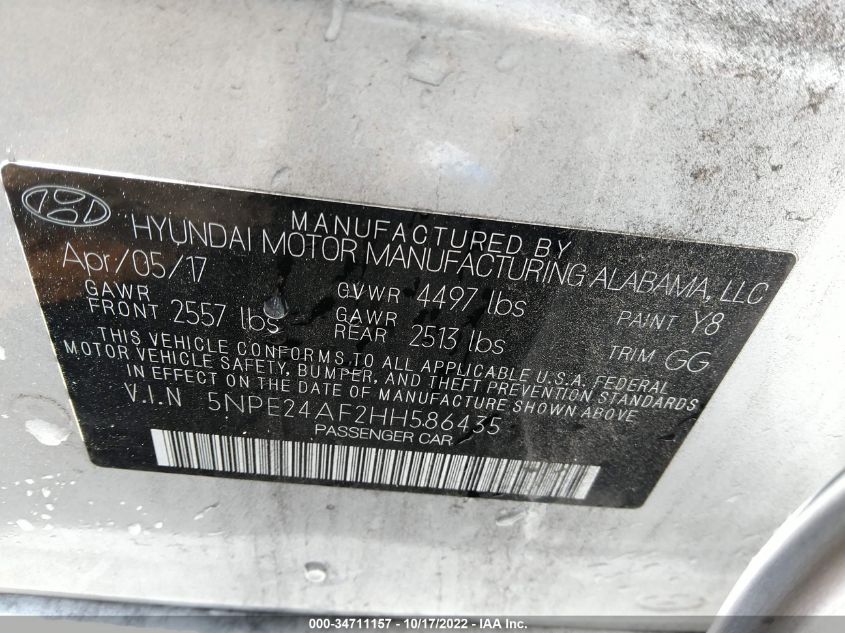 MANUFACTURED BY
HYUNDAI MOTOR MANUFACTURING ALABAMA, LLC
Apr/05/17
GAWR FRONT 2557 lbs
GVWR 4497 lbs
GAWR REAR 2513 lbs
PAINT Y8
TRIM GG
THIS VEHICLE CONFORMS TO ALL APPLICABLE U.S.A. FEDERAL
MOTOR VEHICLE SAFETY, BUMPER, AND THEFT PREVENTION STANDARDS
IN EFFECT ON THE DATE OF MANUFACTURE SHOWN ABOVE.
V.I.N 5NPE24AF2HH586435
PASSENGER CAR
000-34711157 - 10/17/2022 - IAA Inc.